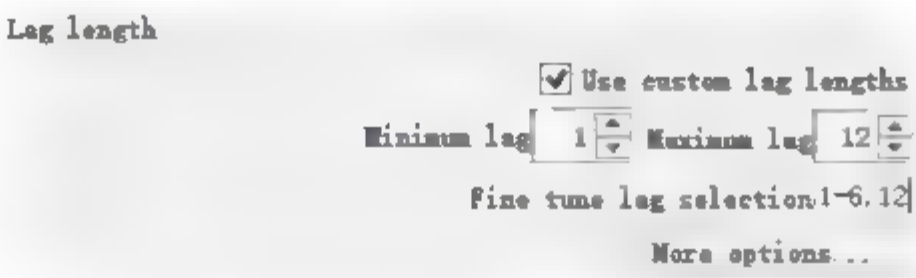 Lag length
Use custom lag lengths
Minimum lag 1 Maximum lag 12
Fine tune lag selection 1-6, 12
More options...